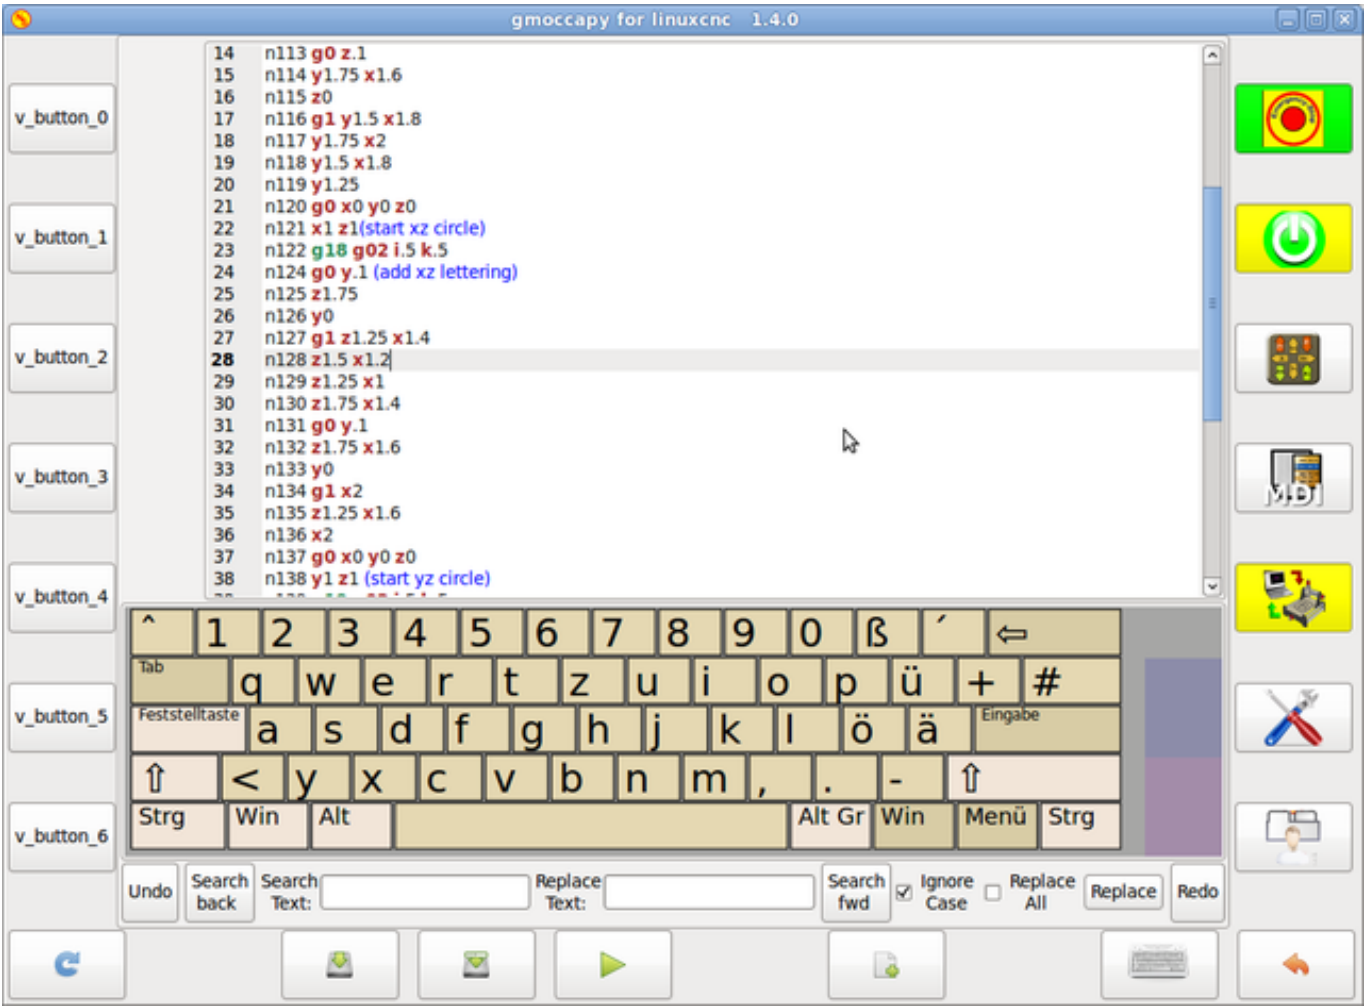 gmoccapy for linuxcnc 1.4.0
v_button_0
v_button_1
v_button_2
v_button_3
v_button_4
v_button_5
v_button_6
14 n113 g0 z.1
15 n114 y1.75 x1.6
16 n115 z0
17 n116 g1 y1.5 x1.8
18 n117 y1.75 x2
19 n118 y1.5 x1.8
20 n119 y1.25
21 n120 g0 x0 y0 z0
22 n121 x1 z1(start xz circle)
23 n122 g18 g02 i.5 k.5
24 n124 g0 y.1 (add xz lettering)
25 n125 z1.75
26 n126 y0
27 n127 g1 z1.25 x1.4
28 n128 z1.5 x1.2
29 n129 z1.25 x1
30 n130 z1.75 x1.4
31 n131 g0 y.1
32 n132 z1.75 x1.6
33 n133 y0
34 n134 g1 x2
35 n135 z1.25 x1.6
36 n136 x2
37 n137 g0 x0 y0 z0
38 n138 y1 z1 (start yz circle)
MDI
^ 1 2 3 4 5 6 7 8 9 0 ß ´ ⇦
Tab q w e r t z u i o p ü + #
Feststelltaste a s d f g h j k l ö ä Eingabe
⇧ < y x c v b n m , . - ⇧
Strg Win Alt Alt Gr Win Menü Strg
Undo
Search back
Search Text:
Replace Text:
Search fwd
Ignore Case
Replace All
Replace
Redo